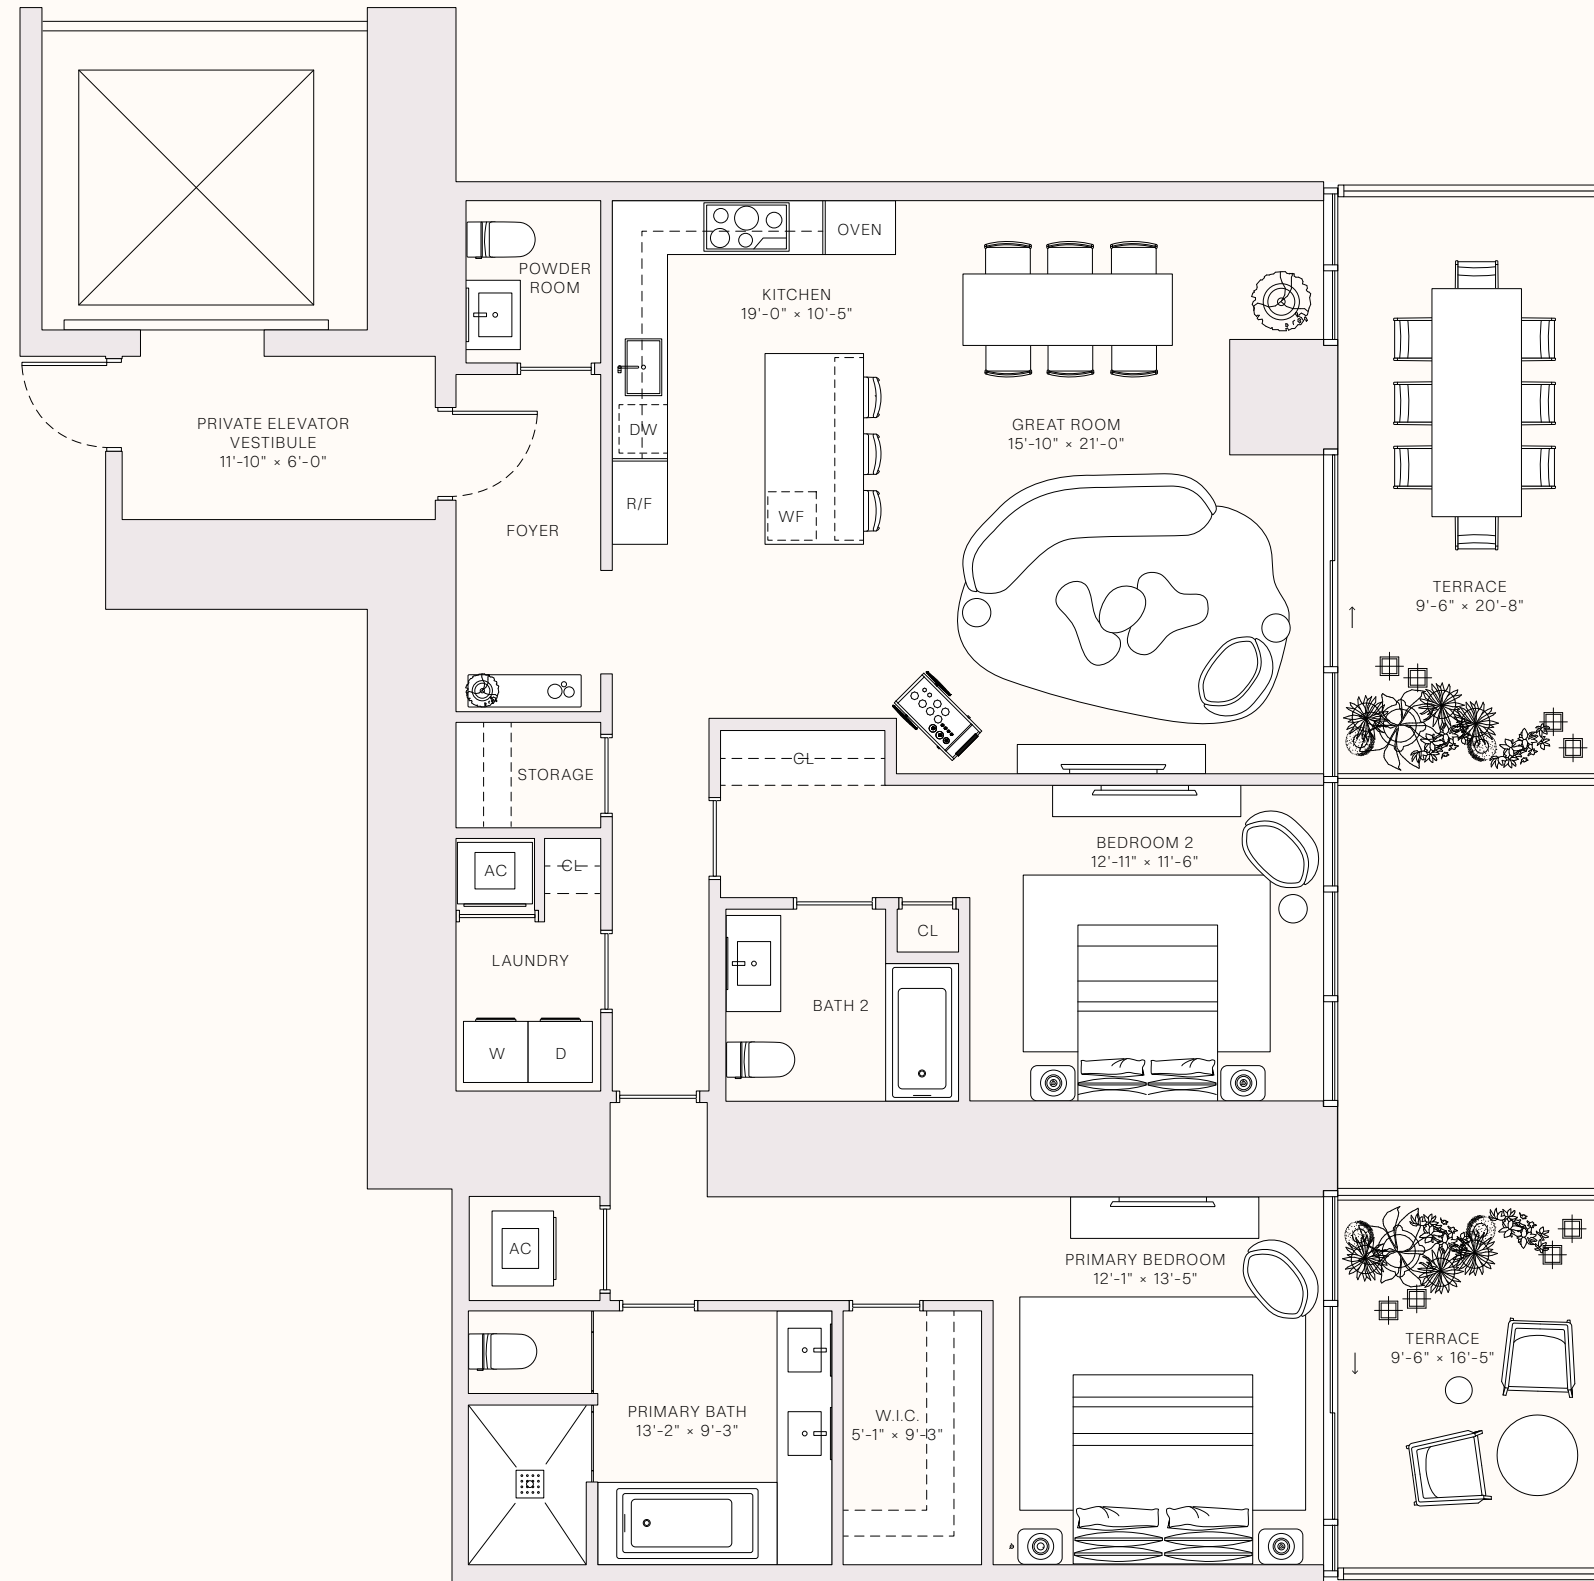 OVEN
POWDER
ROOM
KITCHEN
19'-0" × 10'-5"
PRIVATE ELEVATOR
VESTIBULE
11'-10" × 6'-0"
DW
GREAT ROOM
15'-10" × 21'-0"
R/F
WF
FOYER
TERRACE
9'-6" × 20'-8"
STORAGE
CL
BEDROOM 2
12'-11" × 11'-6"
AC
CL
CL
LAUNDRY
BATH 2
W
D
AC
PRIMARY BEDROOM
12'-1" × 13'-5"
TERRACE
9'-6" × 16'-5"
PRIMARY BATH
13'-2" × 9'-3"
W.I.C.
5'-1" × 9'-3"